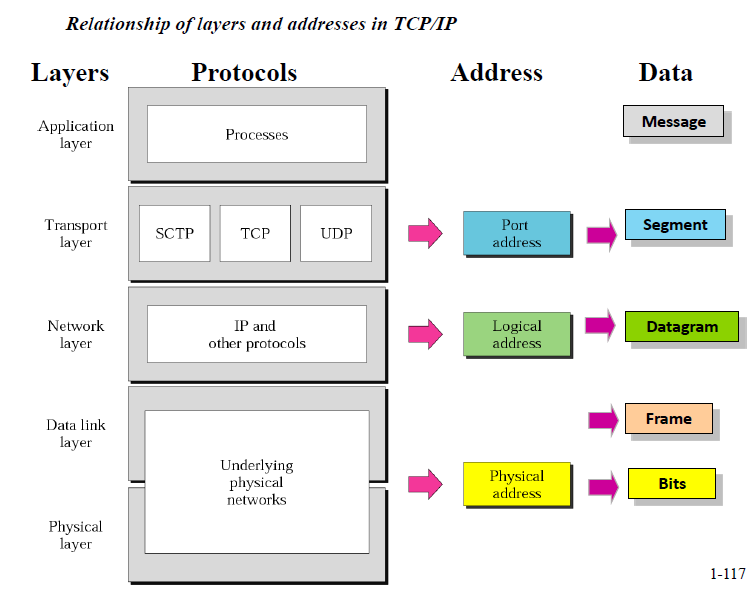 Relationship of layers and addresses in TCP/IP
Layers Protocols Address Data
Application
layer
Processes
Message
Transport
layer
SCTP TCP UDP
Port
address
Segment
Network
layer
IP and
other protocols
Logical
address
Datagram
Data link
layer
Frame
Underlying
physical
networks
Physical
address
Bits
Physical
layer
1-117